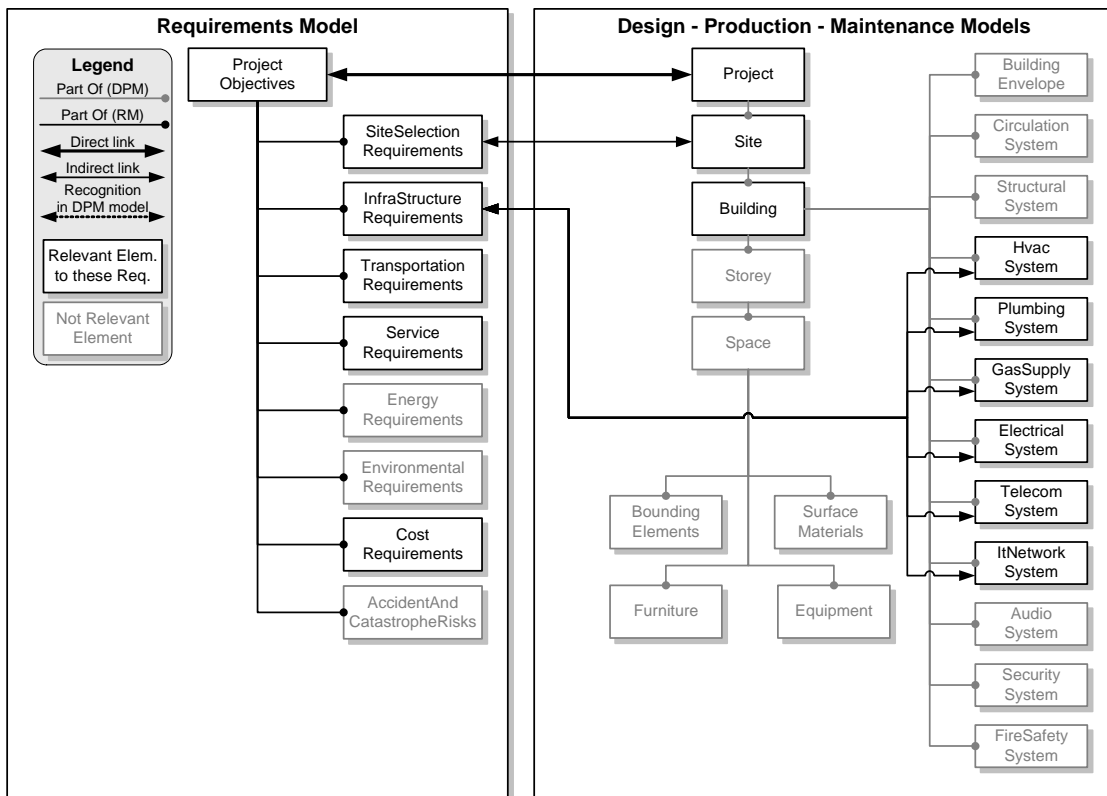 Requirements Model
Legend
Part Of (DPM)
Part Of (RM)
Direct link
Indirect link
Recognition
in DPM model
Relevant Elem.
to these Req.
Not Relevant
Element
Project
Objectives
SiteSelection
Requirements
InfraStructure
Requirements
Transportation
Requirements
Service
Requirements
Energy
Requirements
Environmental
Requirements
Cost
Requirements
AccidentAnd
CatastropheRisks
Design - Production - Maintenance Models
Project
Site
Building
Storey
Space
Bounding
Elements
Surface
Materials
Furniture
Equipment
Building
Envelope
Circulation
System
Structural
System
Hvac
System
Plumbing
System
GasSupply
System
Electrical
System
Telecom
System
ItNetwork
System
Audio
System
Security
System
FireSafety
System